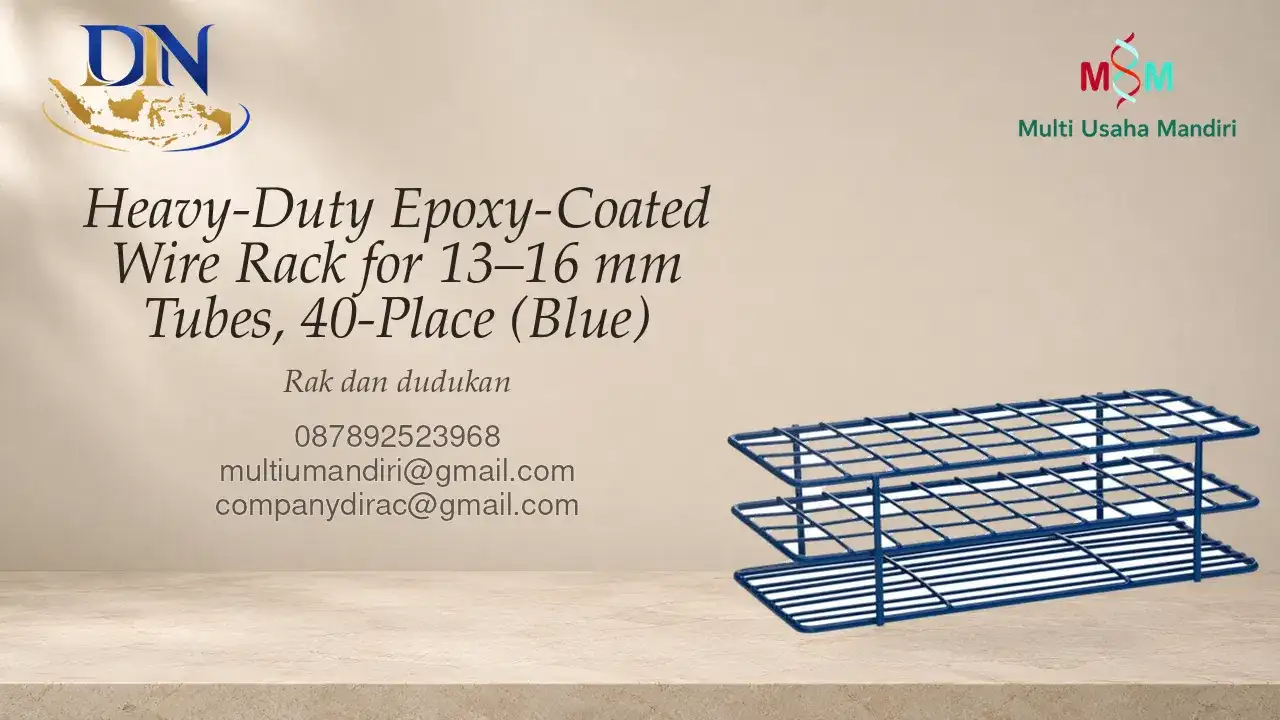 DIN
MSM
Multi Usaha Mandiri
Heavy-Duty Epoxy-Coated
Wire Rack for 13–16 mm
Tubes, 40-Place (Blue)
Rak dan dudukan
087892523968
multiumandiri@gmail.com
companydirac@gmail.com